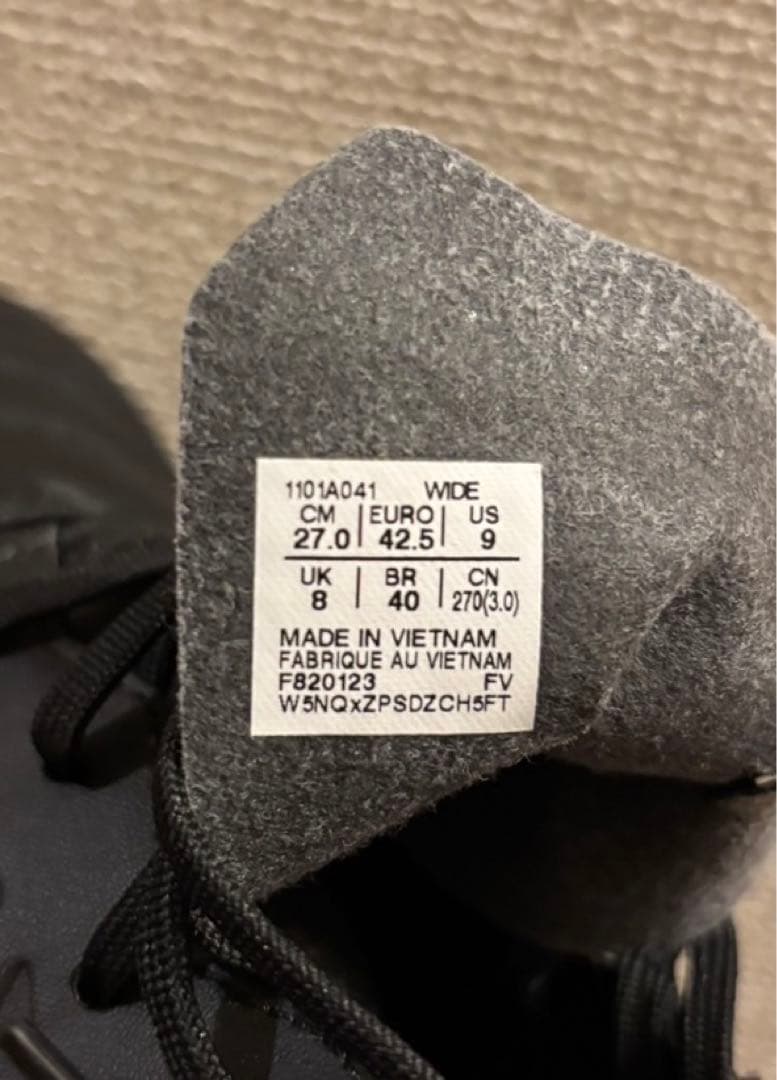 1101A041 WIDE
CM | EURO | US
27.0 | 42.5 | 9
UK | BR | CN
8 | 40 | 270(3.0)
MADE IN VIETNAM
FABRIQUE AU VIETNAM
F820123 FV
W5NQxZPSDZCH5FT